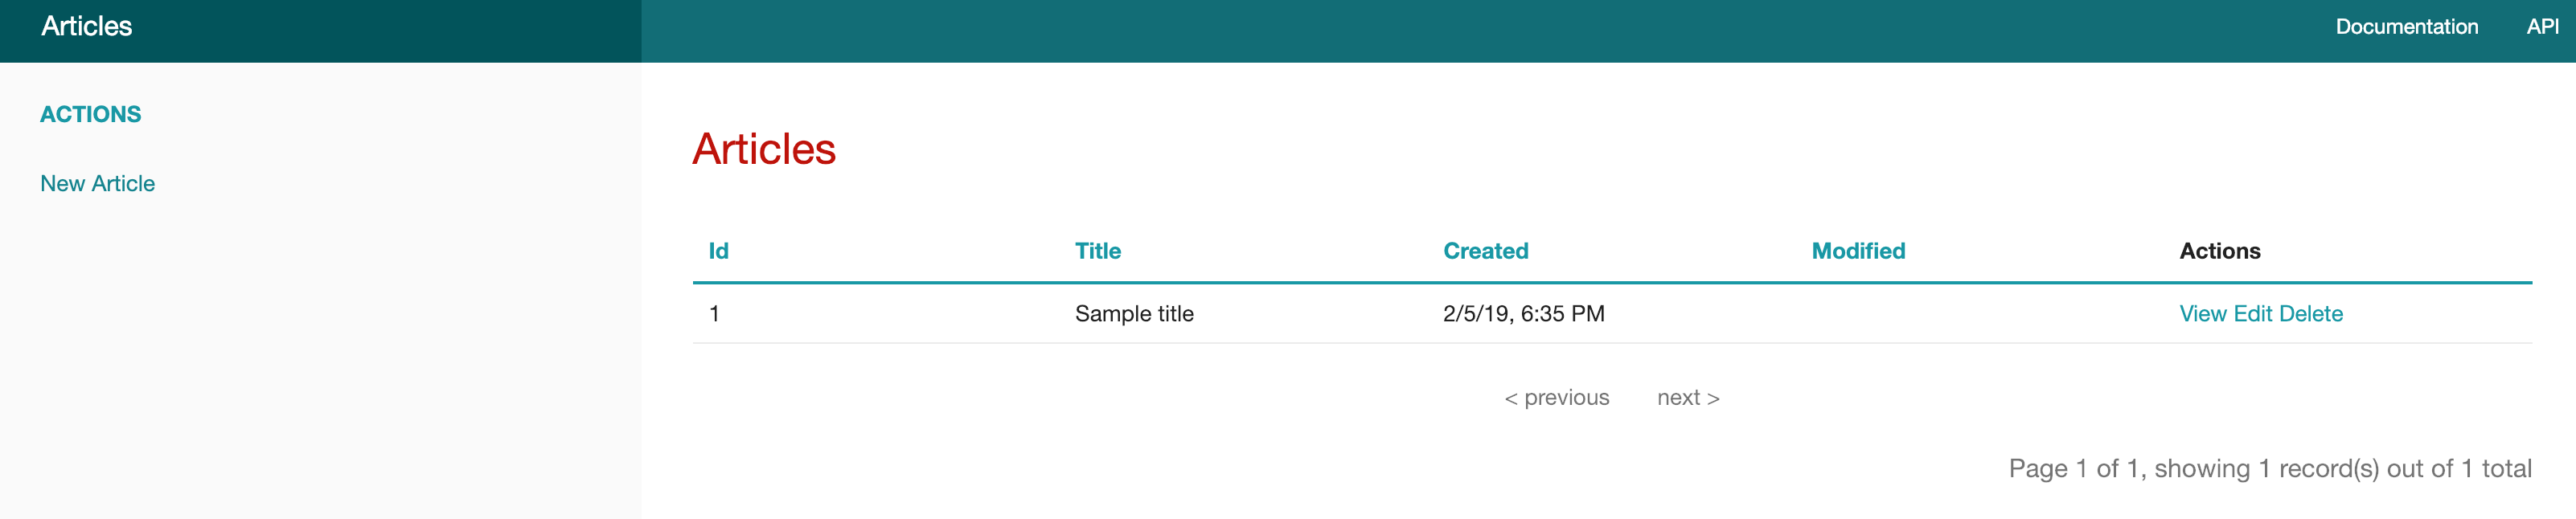 Articles
Documentation API
ACTIONS
New Article
Articles
Id Title Created Modified Actions
1 Sample title 2/5/19, 6:35 PM View Edit Delete
< previous next >
Page 1 of 1, showing 1 record(s) out of 1 total